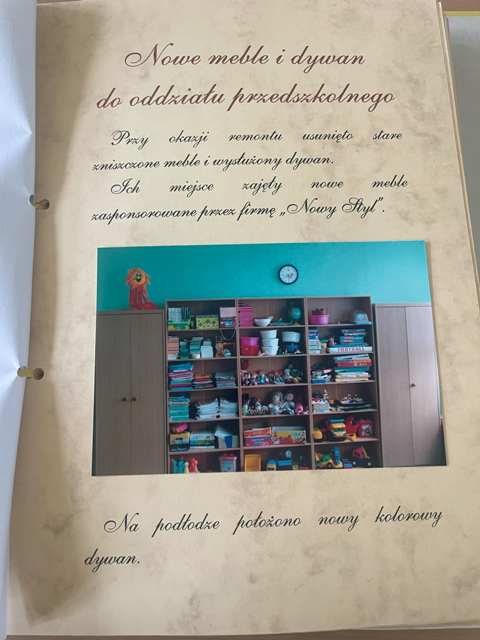 Nowe meble i dywan
do oddziału przedszkolnego
Przy okazji remontu usunięto stare
zniszczone meble i wysłużony dywan.
Ich miejsce zajęły nowe meble
zasponsorowane przez firmę „Nowy Styl”.
Na podłodze położono nowy kolorowy
dywan.